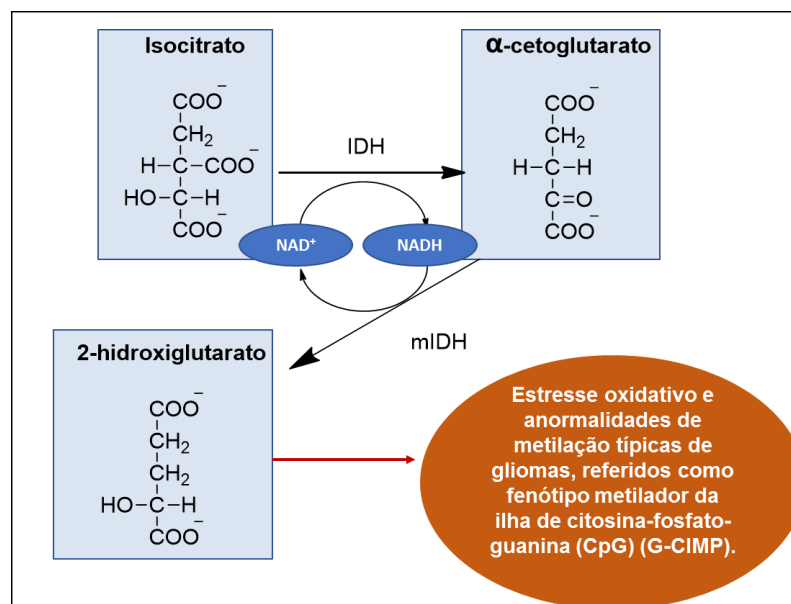 Isocitrato
COO⁻
CH₂
H–C–COO⁻
HO–C–H
COO⁻
IDH
NAD⁺
NADH
α-cetoglutarato
COO⁻
CH₂
H–C–H
C=O
COO⁻
mIDH
2-hidroxiglutarato
COO⁻
CH₂
CH₂
HO–C–H
COO⁻
Estresse oxidativo e
anormalidades de
metilação típicas de
gliomas, referidos como
fenótipo metilador da
ilha de citosina-fosfato-
guanina (CpG) (G-CIMP).